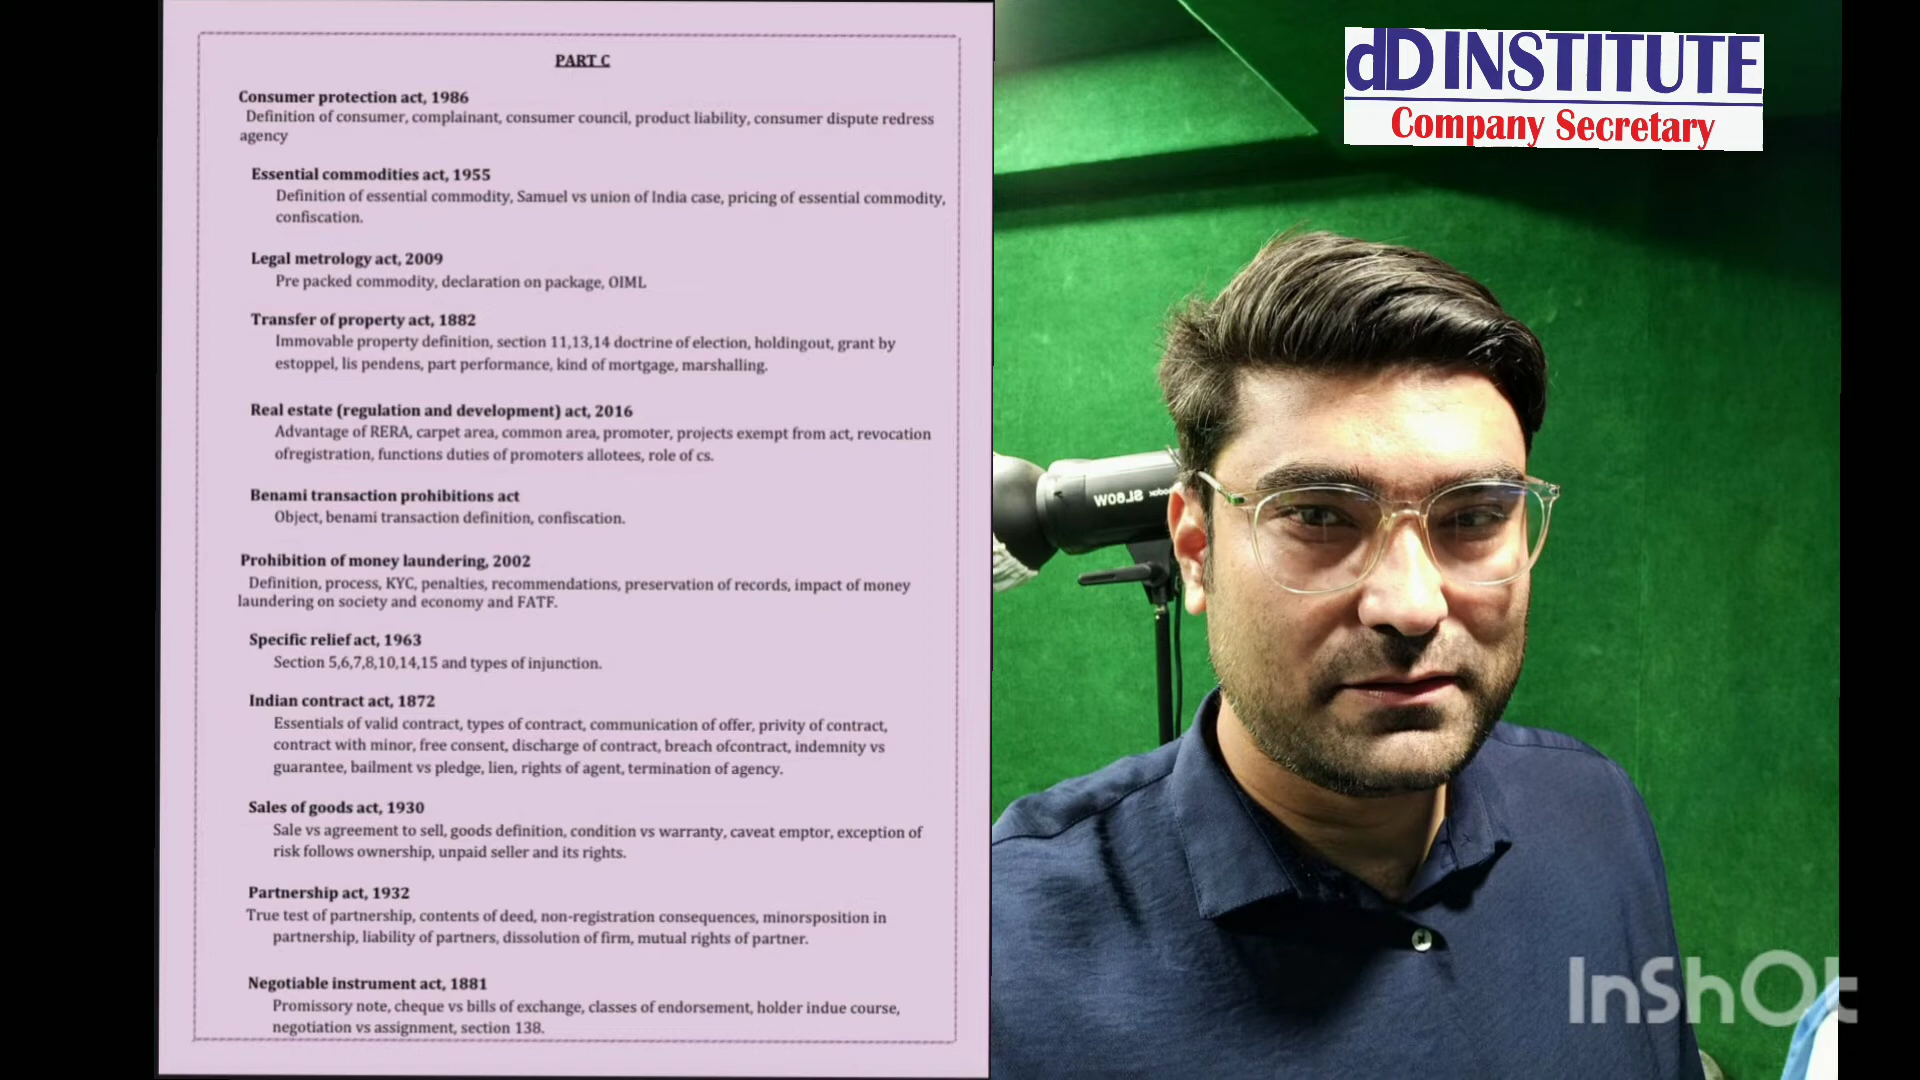 PART C
Consumer protection act, 1986
Definition of consumer, complainant, consumer council, product liability, consumer dispute redress
agency
Essential commodities act, 1955
Definition of essential commodity, Samuel vs union of India case, pricing of essential commodity,
confiscation.
Legal metrology act, 2009
Pre packed commodity, declaration on package, OIML
Transfer of property act, 1882
Immovable property definition, section 11,13,14 doctrine of election, holdingout, grant by
estoppel, lis pendens, part performance, kind of mortgage, marshalling.
Real estate (regulation and development) act, 2016
Advantage of RERA, carpet area, common area, promoter, projects exempt from act, revocation
ofregistration, functions duties of promoters allotees, role of cs.
Benami transaction prohibitions act
Object, benami transaction definition, confiscation.
Prohibition of money laundering, 2002
Definition, process, KYC, penalties, recommendations, preservation of records, impact of money
laundering on society and economy and FATF.
Specific relief act, 1963
Section 5,6,7,8,10,14,15 and types of injunction.
Indian contract act, 1872
Essentials of valid contract, types of contract, communication of offer, privity of contract,
contract with minor, free consent, discharge of contract, breach ofcontract, indemnity vs
guarantee, bailment vs pledge, lien, rights of agent, termination of agency.
Sales of goods act, 1930
Sale vs agreement to sell, goods definition, condition vs warranty, caveat emptor, exception of
risk follows ownership, unpaid seller and its rights.
Partnership act, 1932
True test of partnership, contents of deed, non-registration consequences, minorsposition in
partnership, liability of partners, dissolution of firm, mutual rights of partner.
Negotiable instrument act, 1881
Promissory note, cheque vs bills of exchange, classes of endorsement, holder indue course,
negotiation vs assignment, section 138.
dD INSTITUTE
Company Secretary
Godox SL60W
InShOt